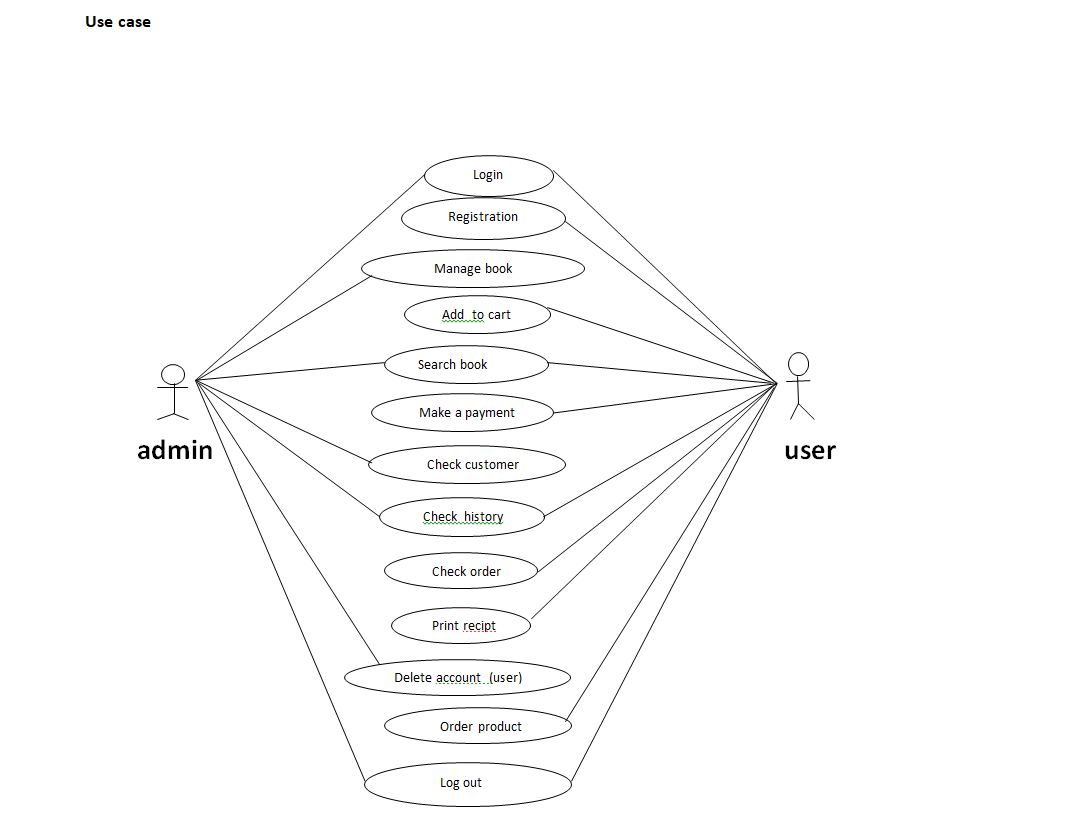 Use case
Login
Registration
Manage book
Add to cart
Search book
Make a payment
admin
user
Check customer
Check history
Check order
Print recipt
Delete account (user)
Order product
Log out